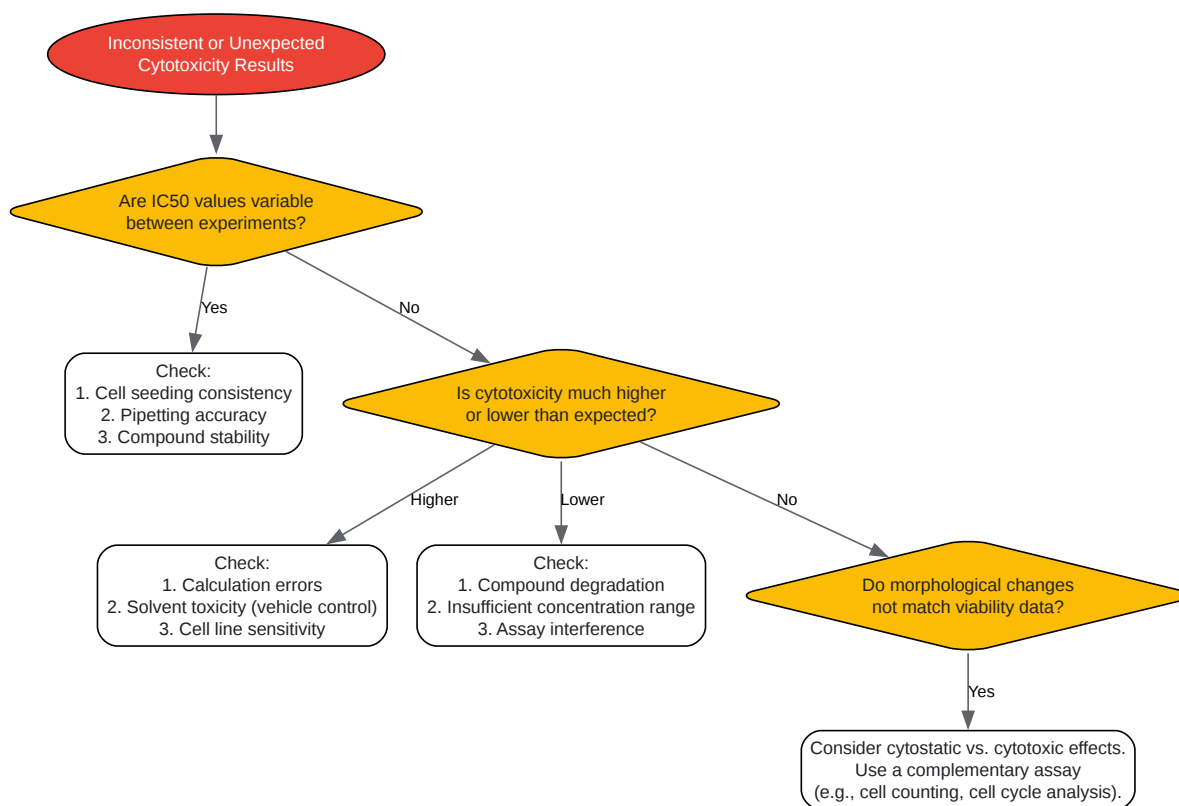 Inconsistent or Unexpected
Cytotoxicity Results
Are IC50 values variable
between experiments?
Yes
No
Check:
1. Cell seeding consistency
2. Pipetting accuracy
3. Compound stability
Is cytotoxicity much higher
or lower than expected?
Higher
Lower
No
Check:
1. Calculation errors
2. Solvent toxicity (vehicle control)
3. Cell line sensitivity
Check:
1. Compound degradation
2. Insufficient concentration range
3. Assay interference
Do morphological changes
not match viability data?
Yes
Consider cytostatic vs. cytotoxic effects.
Use a complementary assay
(e.g., cell counting, cell cycle analysis).